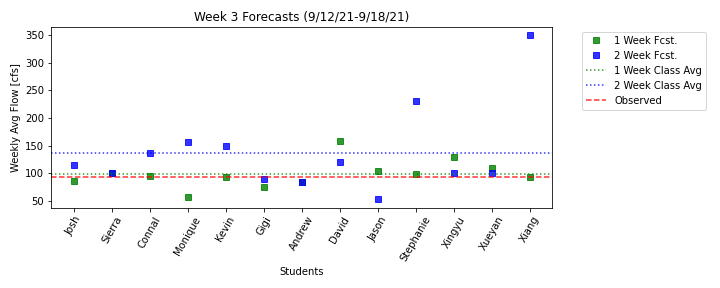 Week 3 Forecasts (9/12/21-9/18/21)
Weekly Avg Flow [cfs]
350
300
250
200
150
100
50
Josh
Sierra
Connal
Monique
Kevin
Gigi
Andrew
David
Jason
Stephanie
Xingyu
Xueyan
Xiang
Students
1 Week Fcst.
2 Week Fcst.
1 Week Class Avg
2 Week Class Avg
Observed